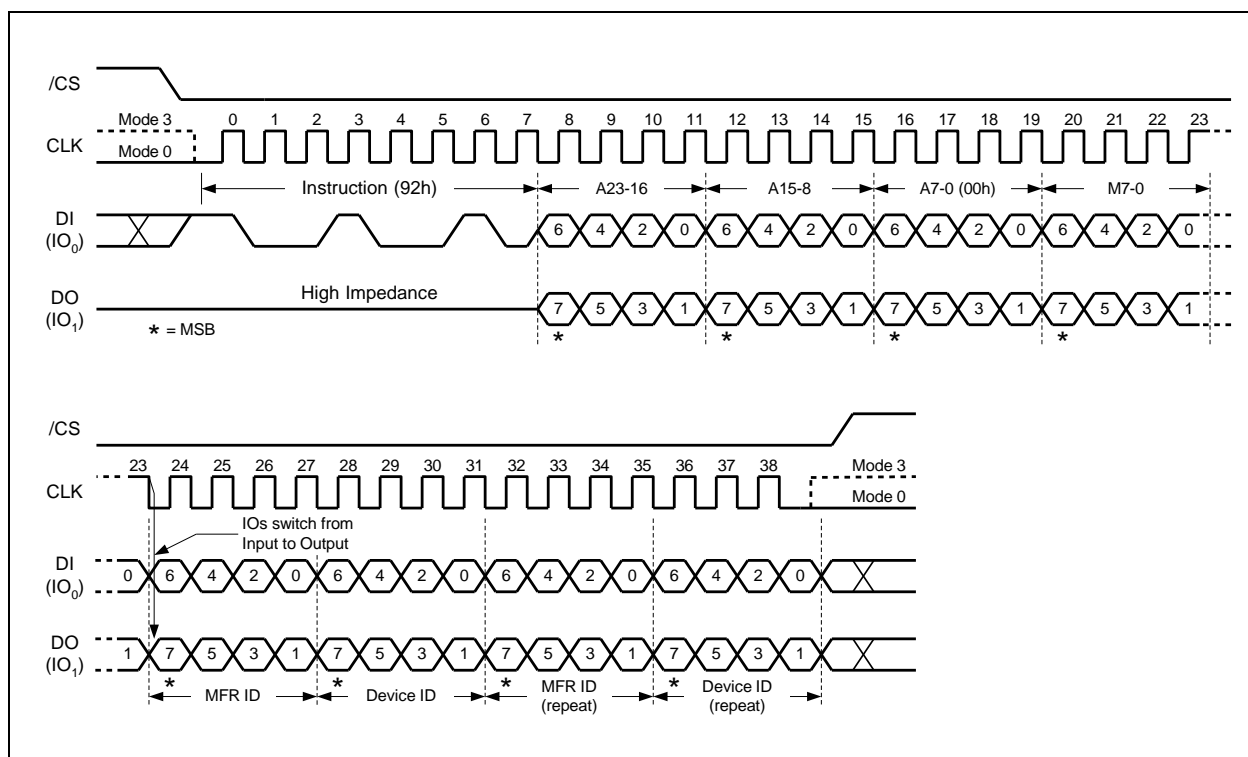 /CS
Mode 3 0 1 2 3 4 5 6 7 8 9 10 11 12 13 14 15 16 17 18 19 20 21 22 23
CLK
Mode 0
Instruction (92h) A23-16 A15-8 A7-0 (00h) M7-0
DI
(IO0) 6 4 2 0 6 4 2 0 6 4 2 0 6 4 2 0
High Impedance
DO
(IO1) 7 5 3 1 7 5 3 1 7 5 3 1 7 5 3 1
* = MSB * * * *
/CS
23 24 25 26 27 28 29 30 31 32 33 34 35 36 37 38 Mode 3
CLK
Mode 0
IOs switch from
Input to Output
DI
(IO0) 0 6 4 2 0 6 4 2 0 6 4 2 0 6 4 2 0
DO
(IO1) 1 7 5 3 1 7 5 3 1 7 5 3 1 7 5 3 1
* * * *
MFR ID Device ID MFR ID (repeat) Device ID (repeat)